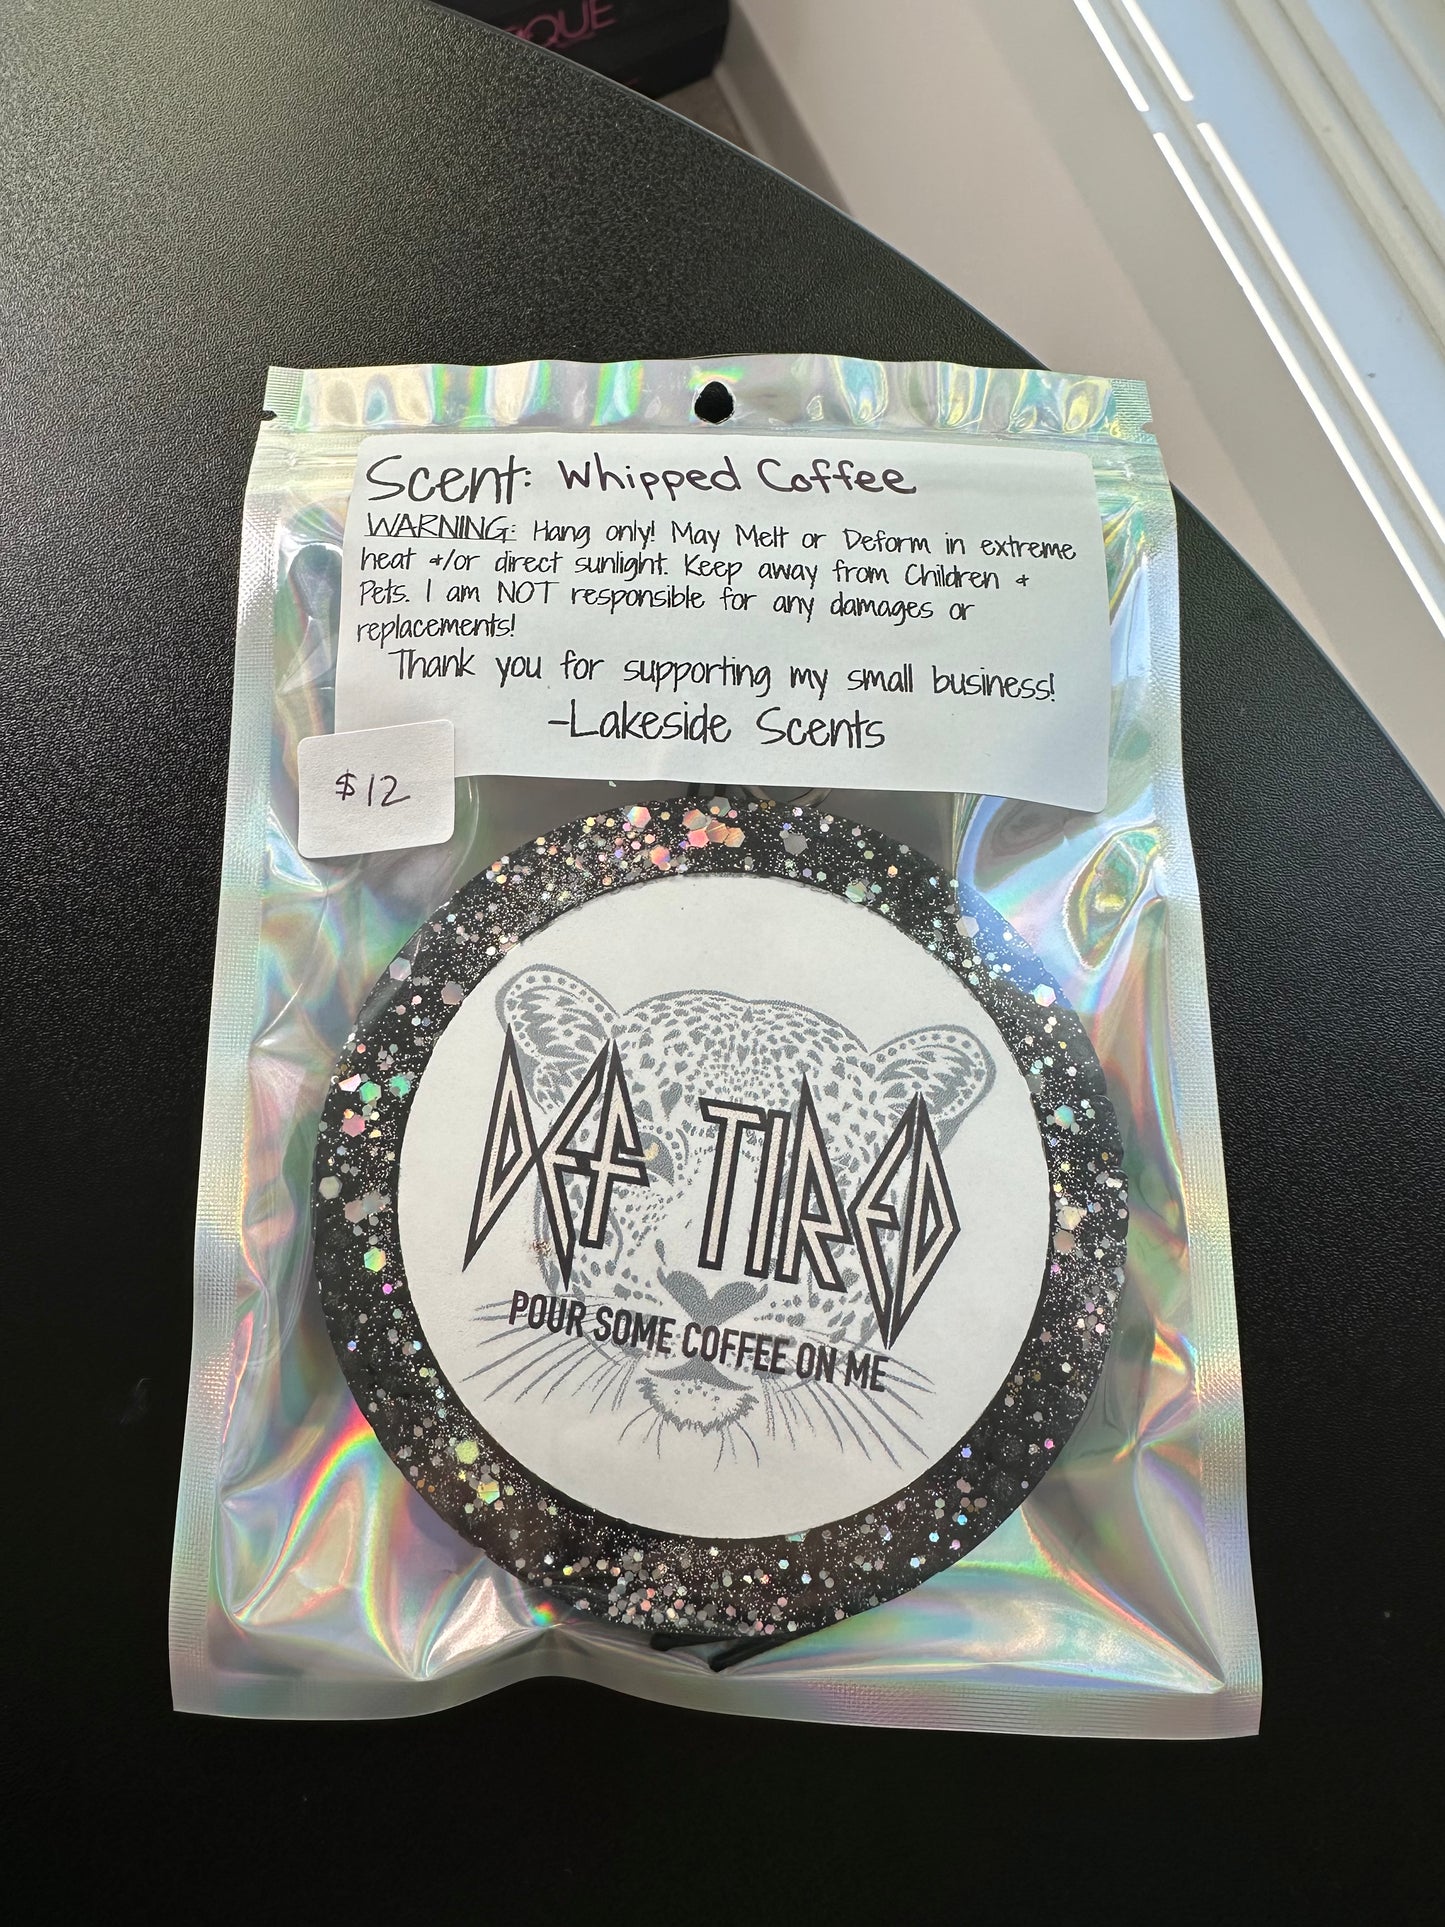 Scent: Whipped Coffee
WARNING: Hang only! May Melt or Deform in extreme
heat +/or direct sunlight. Keep away from Children +
Pets. I am NOT responsible for any damages or
replacements!
Thank you for supporting my small business!
-Lakeside Scents
$12
DEF TIRED
POUR SOME COFFEE ON ME